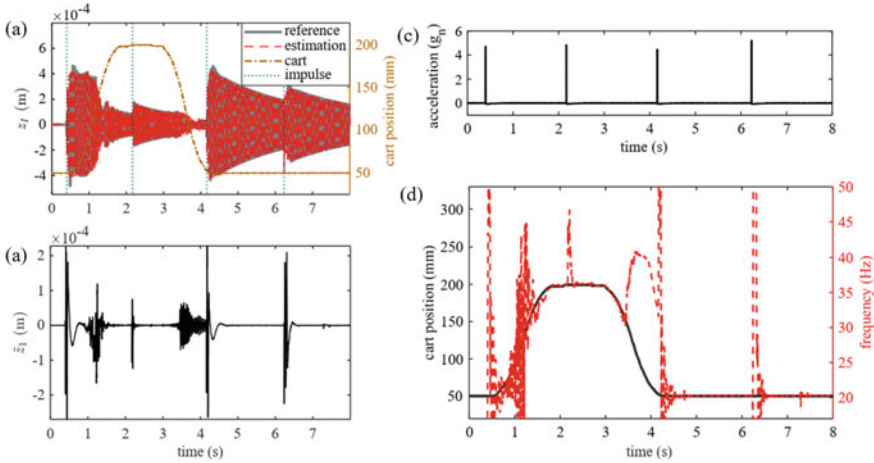 (a)
×10⁻⁴
6
4
2
0
-2
-4
z₁ (m)
reference
estimation
cart
impulse
200
150
100
50
cart position (mm)
0 1 2 3 4 5 6 7
(a)
×10⁻⁴
2
1
0
-1
-2
z̃₁ (m)
0 1 2 3 4 5 6 7
time (s)
(c)
6
4
2
0
acceleration (gₙ)
0 1 2 3 4 5 6 7 8
time (s)
(d)
300
250
200
150
100
50
cart position (mm)
50
45
40
35
30
25
20
frequency (Hz)
0 1 2 3 4 5 6 7 8
time (s)